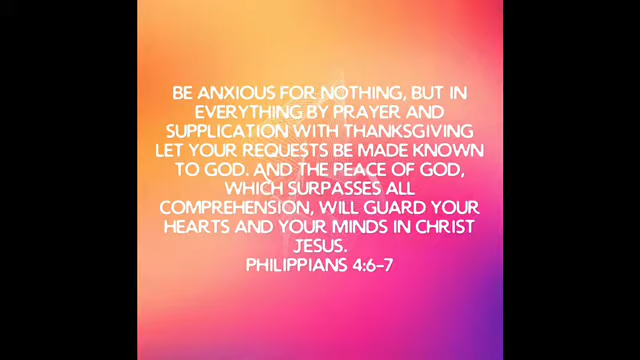 BE ANXIOUS FOR NOTHING, BUT IN
EVERYTHING BY PRAYER AND
SUPPLICATION WITH THANKSGIVING
LET YOUR REQUESTS BE MADE KNOWN
TO GOD. AND THE PEACE OF GOD,
WHICH SURPASSES ALL
COMPREHENSION, WILL GUARD YOUR
HEARTS AND YOUR MINDS IN CHRIST
JESUS.
PHILIPPIANS 4:6-7